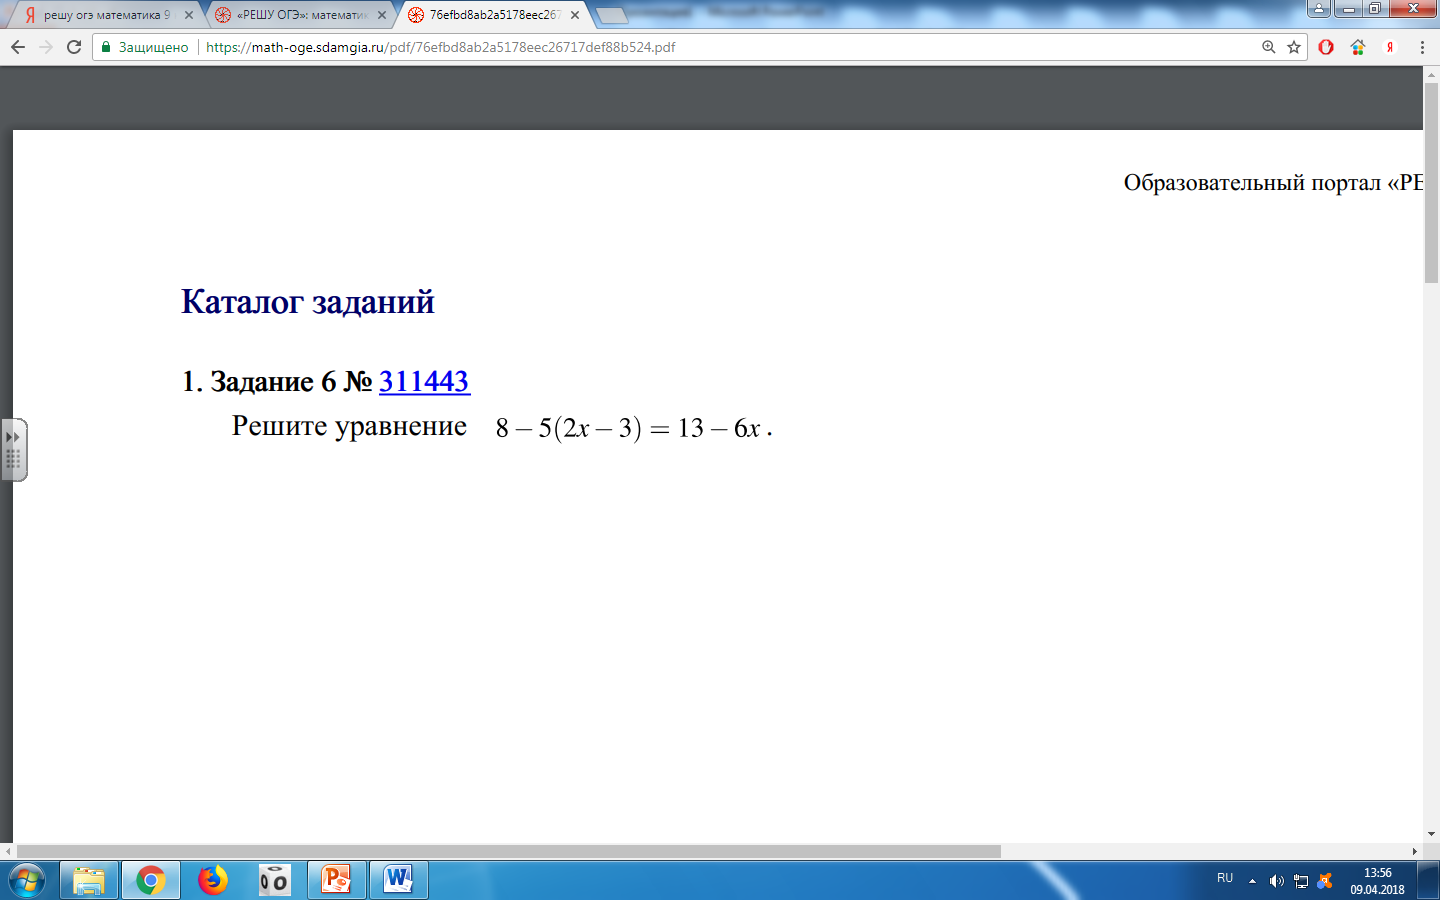 решу огэ математика 9
«РЕШУ ОГЭ»: математик
76efbd8ab2a5178eec267
Защищено
https://math-oge.sdamgia.ru/pdf/76efbd8ab2a5178eec26717def88b524.pdf
Образовательный портал «РЕ
Каталог заданий
1. Задание 6 № 311443
Решите уравнение 8 − 5(2x − 3) = 13 − 6x .
RU
13:56
09.04.2018